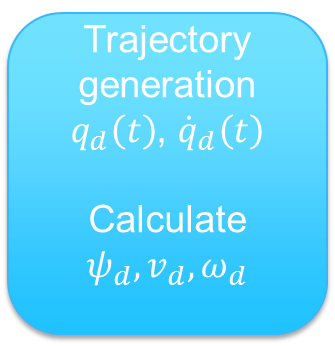 Trajectory
generation
q_d(t), q̇_d(t)
Calculate
ψ_d, v_d, ω_d